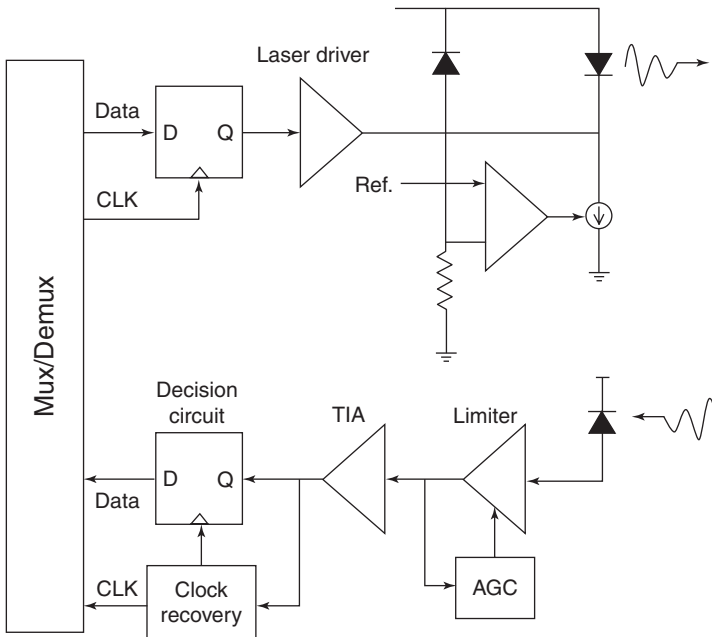 Laser driver
Data
D Q
CLK
Ref.
Mux/Demux
Decision
circuit
TIA
Limiter
D Q
Data
CLK
Clock
recovery
AGC